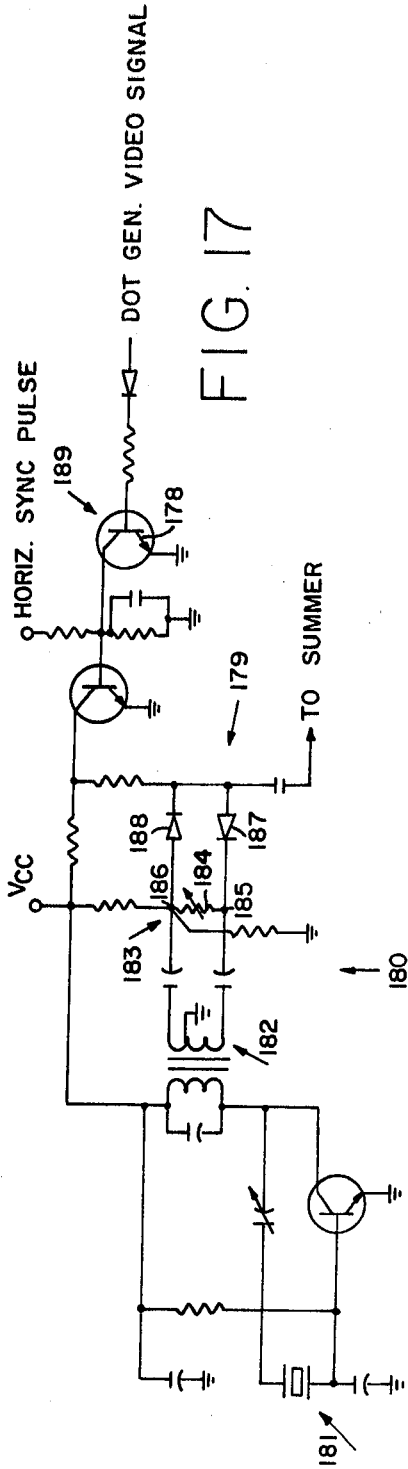 HORIZ. SYNC PULSE
189
DOT GEN. VIDEO SIGNAL
178
VCC
FIG. 17
186
188
179
183
184
187
185
TO SUMMER
182
180
181